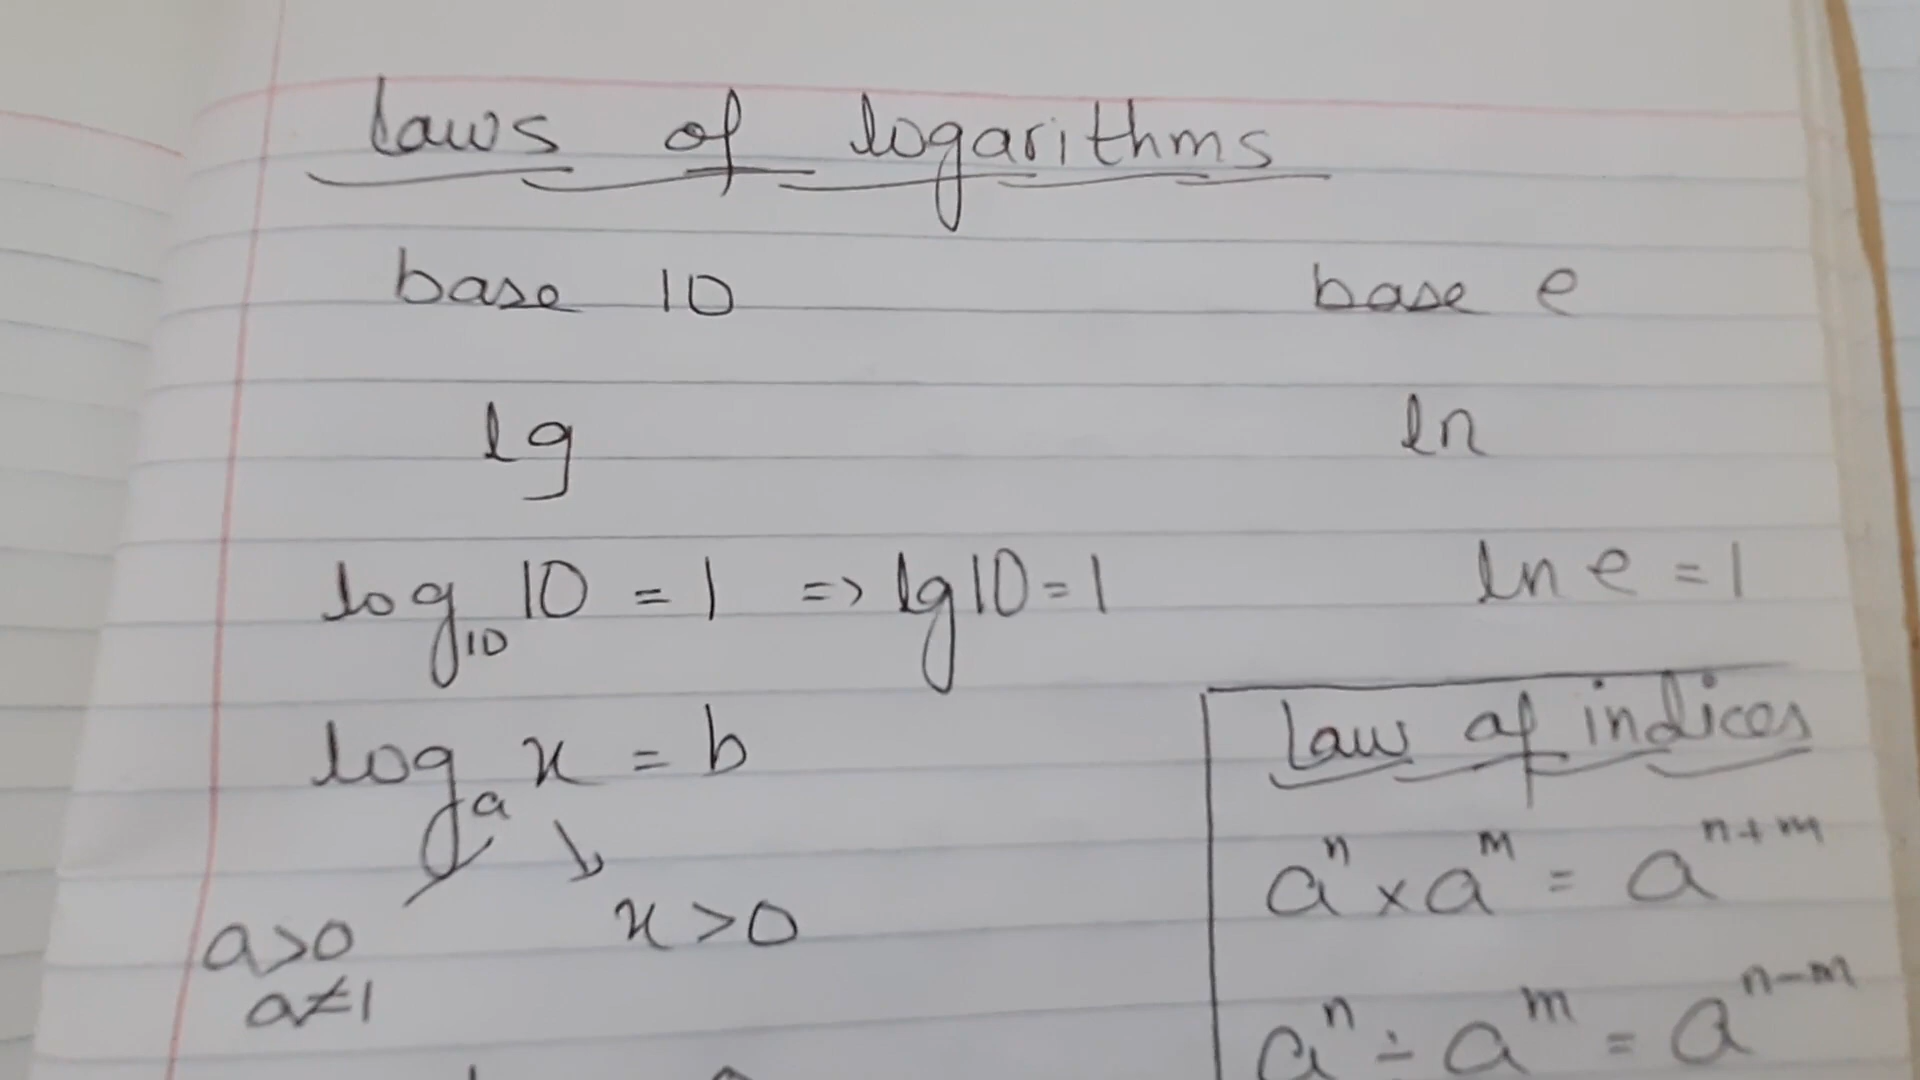 laws of logarithms
base 10 base e
lg ln
log₁₀ 10 = 1 => lg 10 = 1 ln e = 1
logₐ x = b
a>0
a≠1
x > 0
Law of indices
aⁿ × aᵐ = aⁿ⁺ᵐ
aⁿ ÷ aᵐ = aⁿ⁻ᵐ